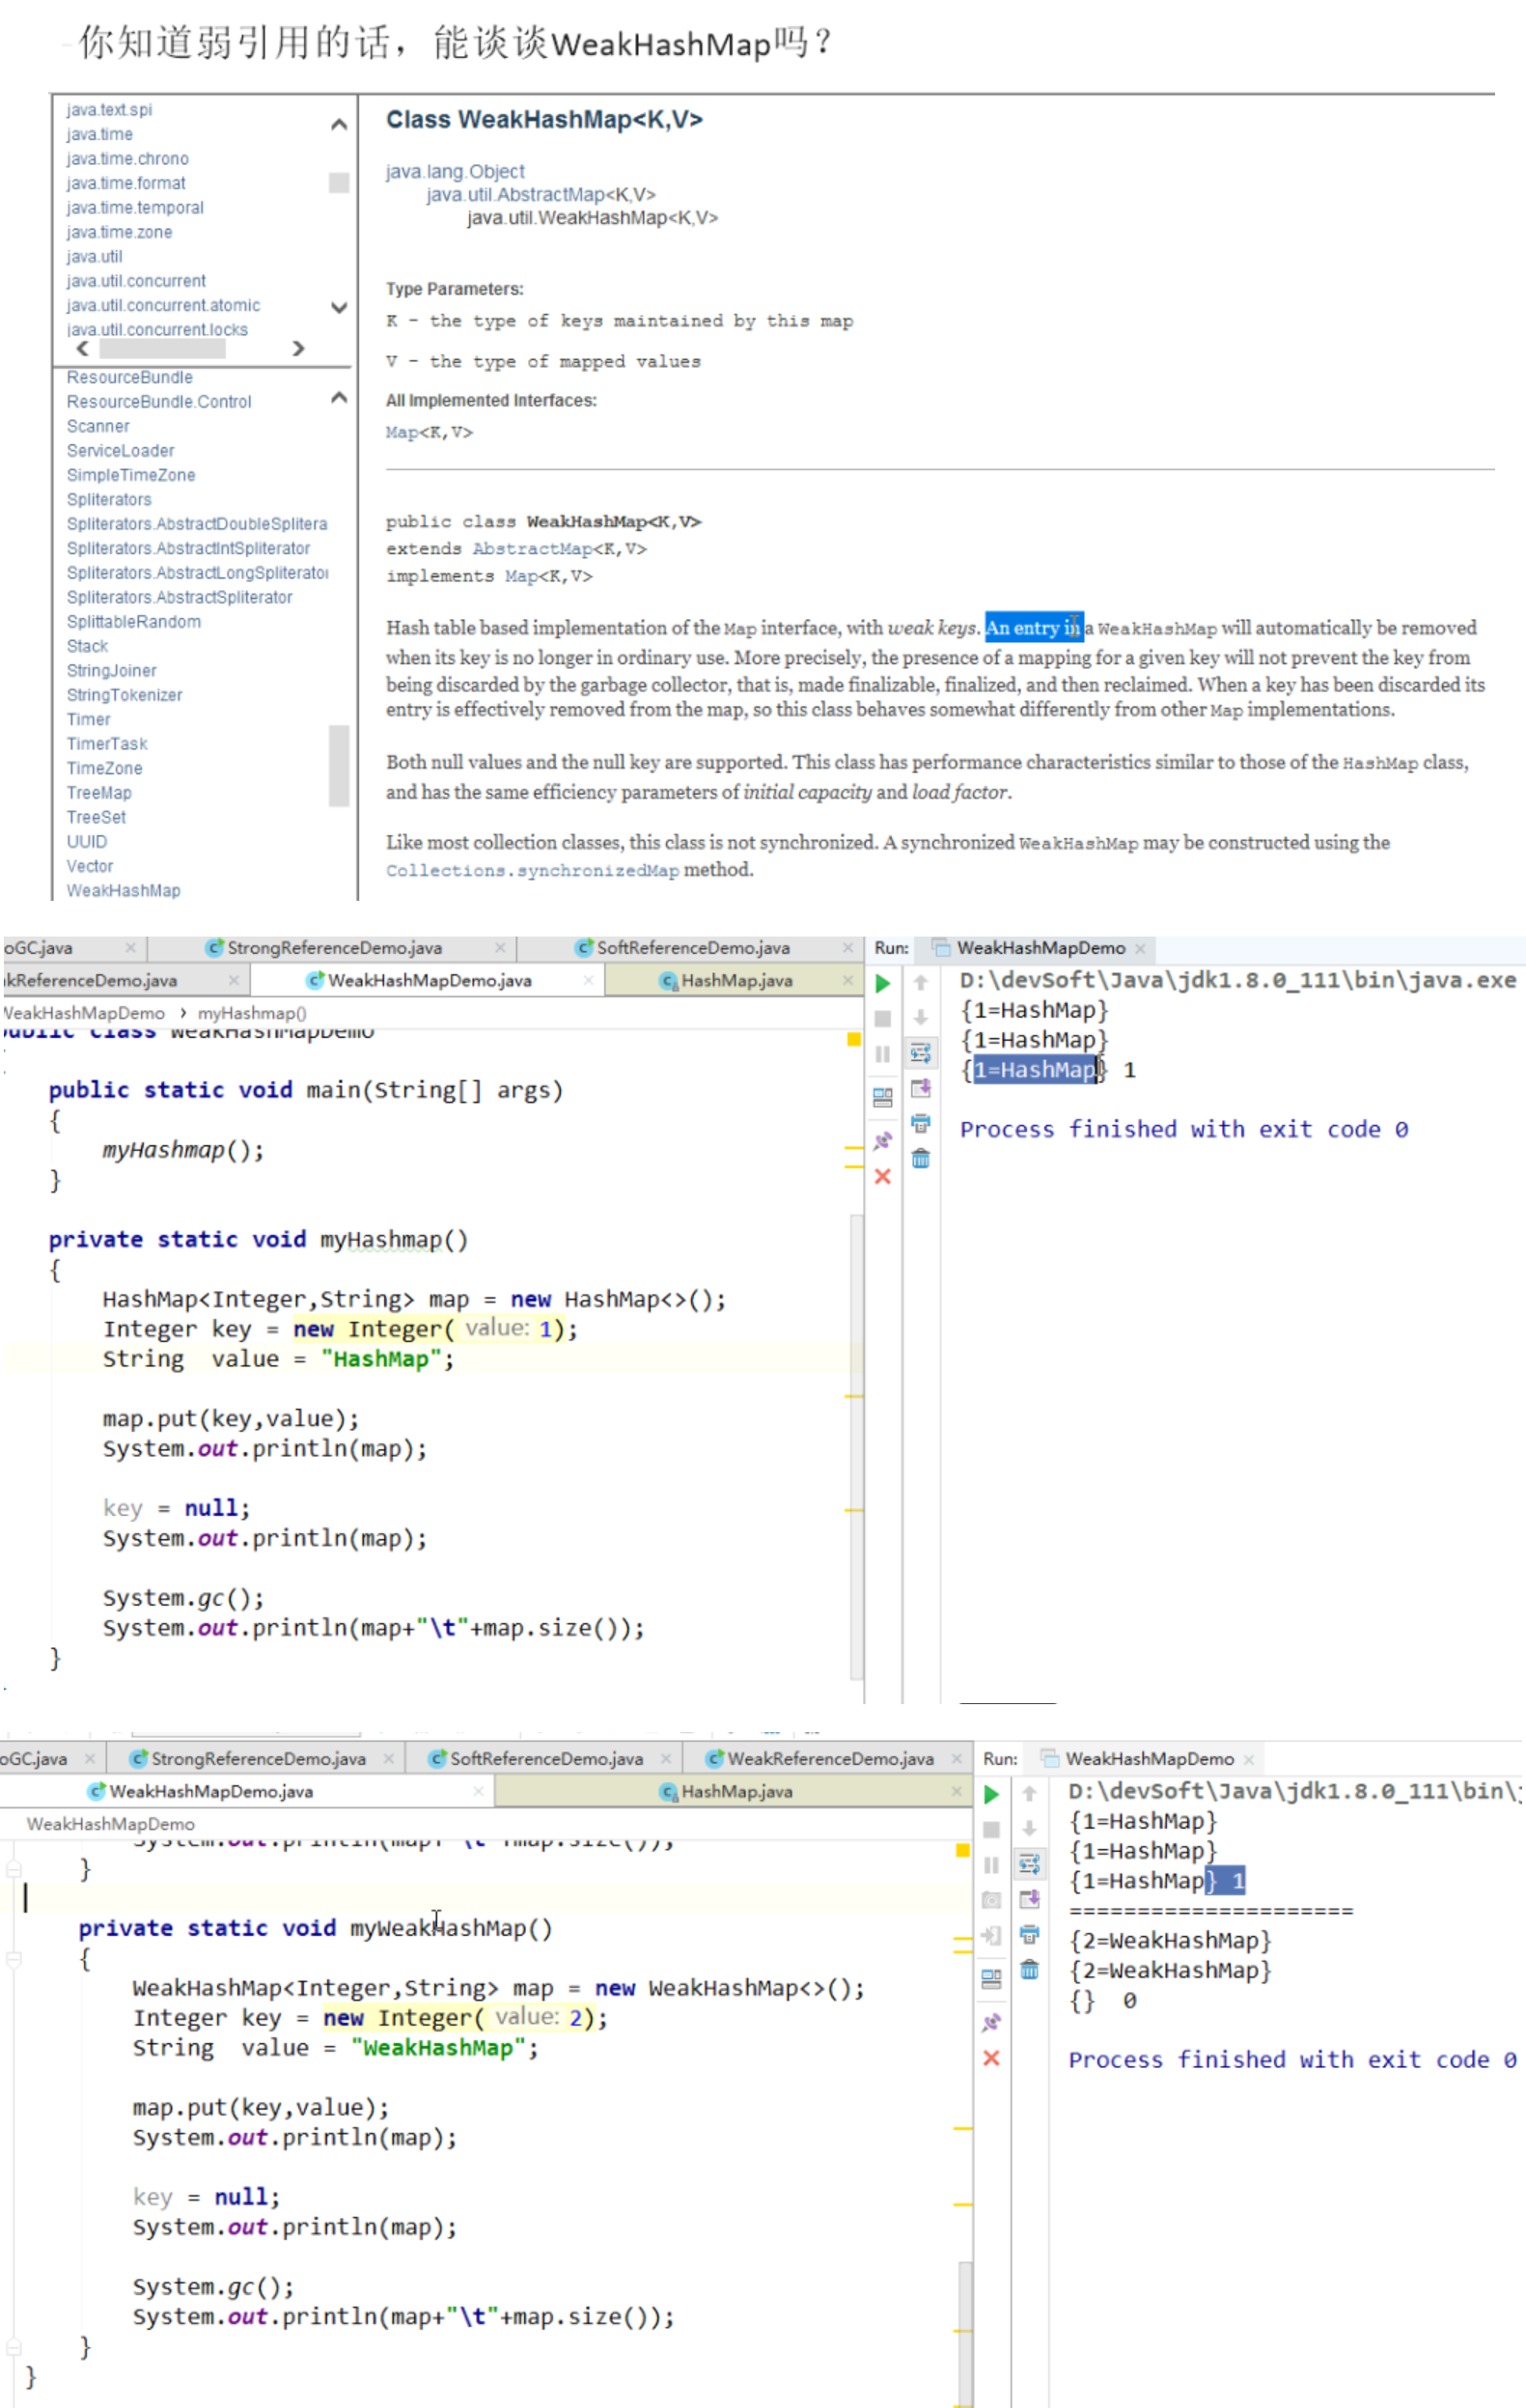 你知道弱引用的话，能谈谈WeakHashMap吗？
java.text.spi
java.time
java.time.chrono
java.time.format
java.time.temporal
java.time.zone
java.util
java.util.concurrent
java.util.concurrent.atomic
java.util.concurrent.locks
ResourceBundle
ResourceBundle.Control
Scanner
ServiceLoader
SimpleTimeZone
Spliterators
Spliterators.AbstractDoubleSplitera
Spliterators.AbstractIntSpliterator
Spliterators.AbstractLongSpliterator
Spliterators.AbstractSpliterator
SplittableRandom
Stack
StringJoiner
StringTokenizer
Timer
TimerTask
TimeZone
TreeMap
TreeSet
UUID
Vector
WeakHashMap
Class WeakHashMap<K,V>
java.lang.Object
java.util.AbstractMap<K,V>
java.util.WeakHashMap<K,V>
Type Parameters:
K - the type of keys maintained by this map
V - the type of mapped values
All Implemented Interfaces:
Map<K,V>
public class WeakHashMap<K,V>
extends AbstractMap<K,V>
implements Map<K,V>
Hash table based implementation of the Map interface, with weak keys. An entry in a WeakHashMap will automatically be removed
when its key is no longer in ordinary use. More precisely, the presence of a mapping for a given key will not prevent the key from
being discarded by the garbage collector, that is, made finalizable, finalized, and then reclaimed. When a key has been discarded its
entry is effectively removed from the map, so this class behaves somewhat differently from other Map implementations.
Both null values and the null key are supported. This class has performance characteristics similar to those of the HashMap class,
and has the same efficiency parameters of initial capacity and load factor.
Like most collection classes, this class is not synchronized. A synchronized WeakHashMap may be constructed using the
Collections.synchronizedMap method.
oGC.java StrongReferenceDemo.java SoftReferenceDemo.java
kReferenceDemo.java WeakHashMapDemo.java HashMap.java
WeakHashMapDemo > myHashmap()
public class WeakHashMapDemo
public static void main(String[] args)
{
myHashmap();
}
private static void myHashmap()
{
HashMap<Integer,String> map = new HashMap<>();
Integer key = new Integer( value: 1);
String value = "HashMap";
map.put(key,value);
System.out.println(map);
key = null;
System.out.println(map);
System.gc();
System.out.println(map+"\t"+map.size());
}
Run: WeakHashMapDemo
D:\devSoft\Java\jdk1.8.0_111\bin\java.exe
{1=HashMap}
{1=HashMap}
{1=HashMap} 1
Process finished with exit code 0
oGC.java StrongReferenceDemo.java SoftReferenceDemo.java WeakReferenceDemo.java
WeakHashMapDemo.java HashMap.java
WeakHashMapDemo
System.out.println(map+"\t"+map.size());
}
private static void myWeakHashMap()
{
WeakHashMap<Integer,String> map = new WeakHashMap<>();
Integer key = new Integer( value: 2);
String value = "WeakHashMap";
map.put(key,value);
System.out.println(map);
key = null;
System.out.println(map);
System.gc();
System.out.println(map+"\t"+map.size());
}
}
Run: WeakHashMapDemo
D:\devSoft\Java\jdk1.8.0_111\bin\j
{1=HashMap}
{1=HashMap}
{1=HashMap} 1
=====================
{2=WeakHashMap}
{2=WeakHashMap}
{} 0
Process finished with exit code 0